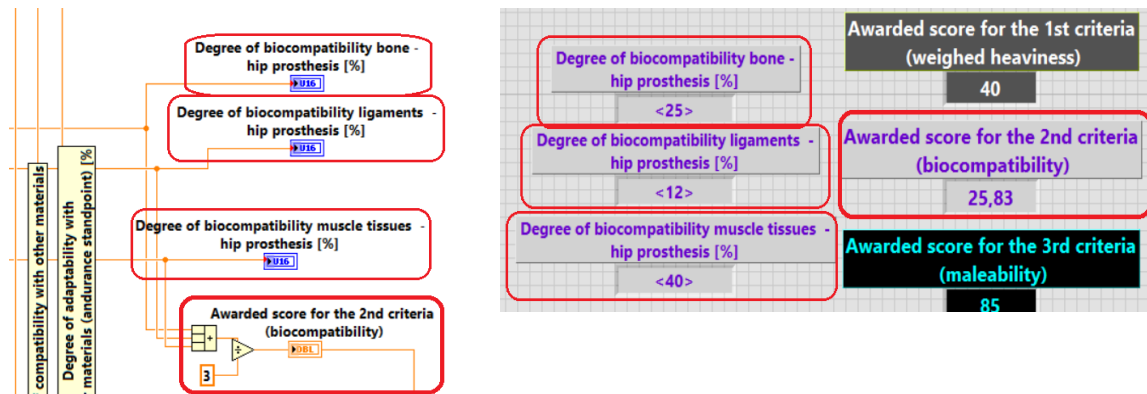 Degree of biocompatibility bone -
hip prosthesis [%]
U16
Degree of biocompatibility ligaments -
hip prosthesis [%]
U16
compatibility with other materials
Degree of adaptability with
materials (andurance standpoint) [%
Degree of biocompatibility muscle tissues -
hip prosthesis [%]
U16
Awarded score for the 2nd criteria
(biocompatibility)
+
÷
DBL
3
Degree of biocompatibility bone -
hip prosthesis [%]
<25>
Degree of biocompatibility ligaments -
hip prosthesis [%]
<12>
Degree of biocompatibility muscle tissues -
hip prosthesis [%]
<40>
Awarded score for the 1st criteria
(weighed heaviness)
40
Awarded score for the 2nd criteria
(biocompatibility)
25,83
Awarded score for the 3rd criteria
(maleability)
85